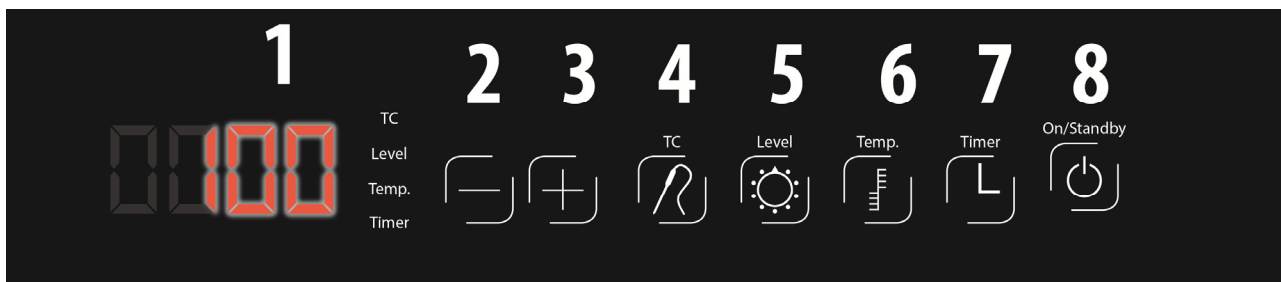 1 2 3 4 5 6 7 8
On/Standby
TC TC Level Temp. Timer
100 Level
Temp.
Timer